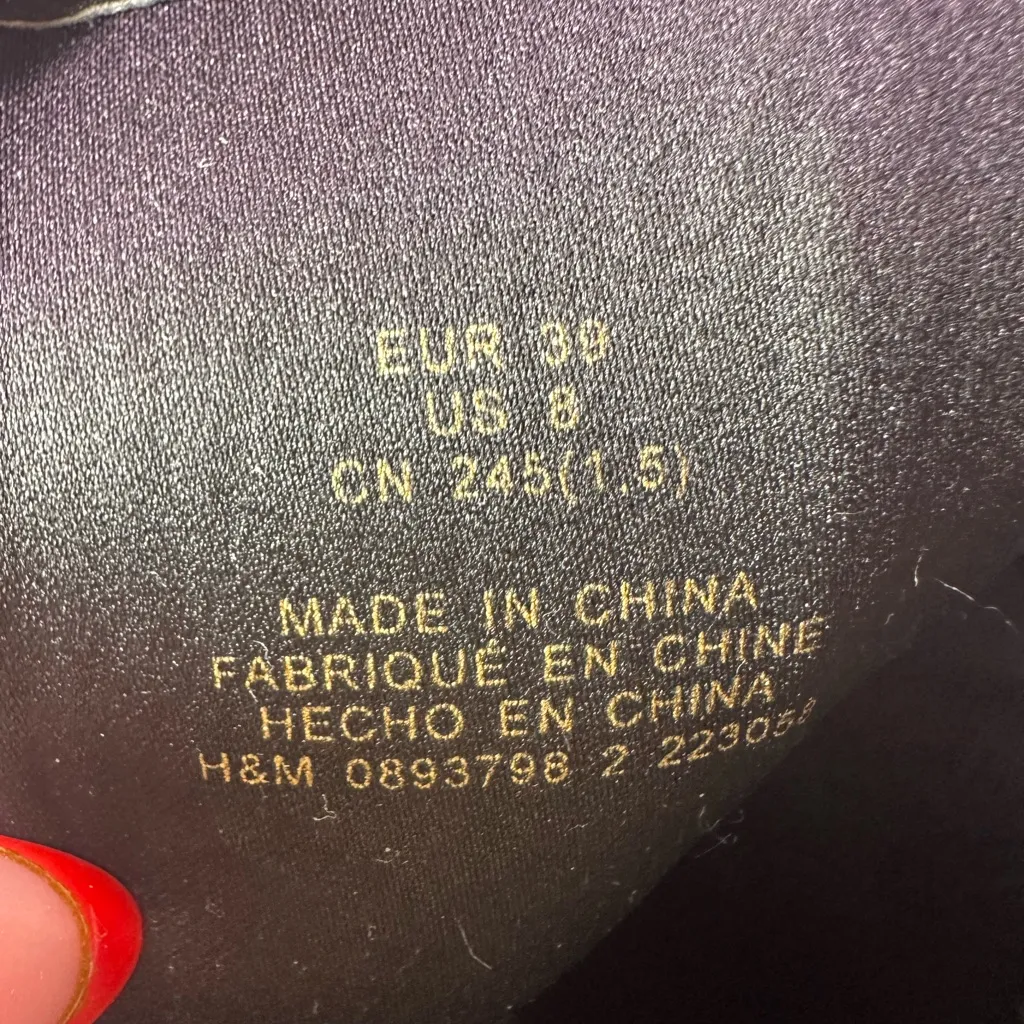 EUR 39
US 8
CN 245(1.5)
MADE IN CHINA
FABRIQUÉ EN CHINE
HECHO EN CHINA
H&M 0893798 2